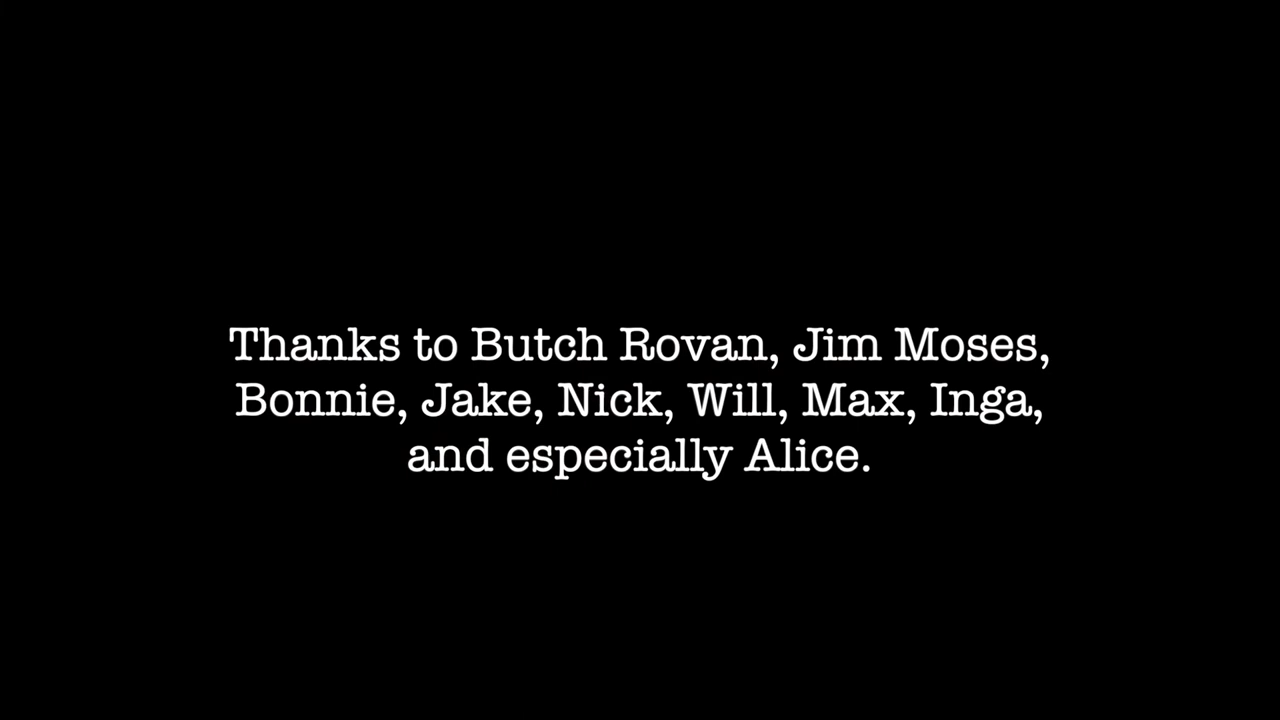 Thanks to Butch Rovan, Jim Moses,
Bonnie, Jake, Nick, Will, Max, Inga,
and especially Alice.